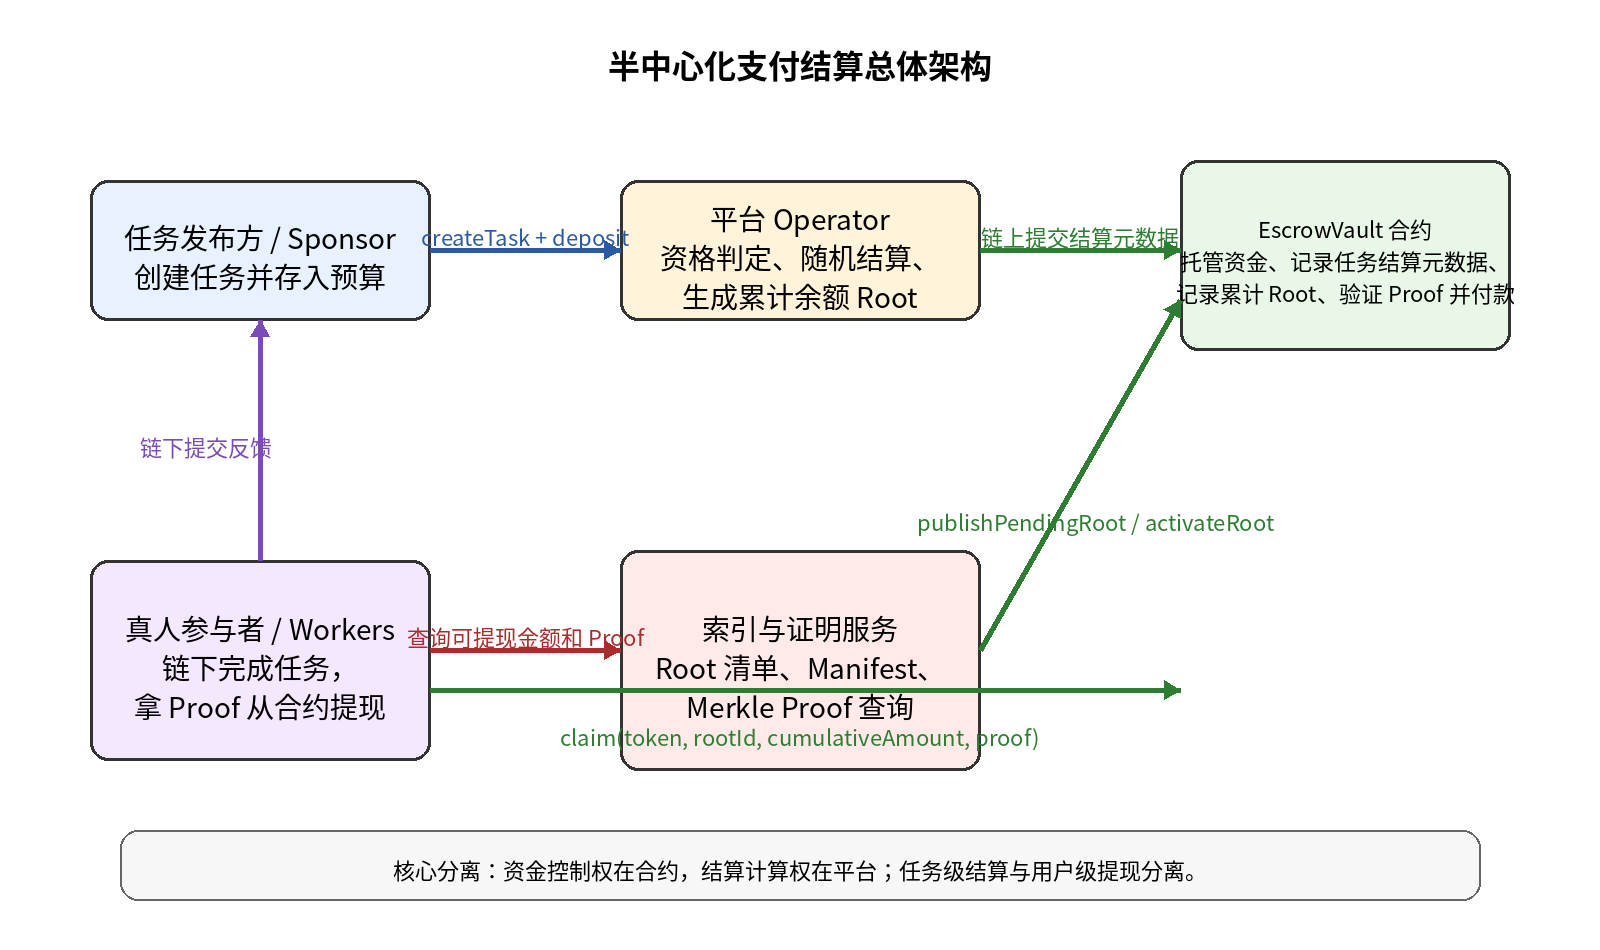 半中心化支付结算总体架构
任务发布方 / Sponsor
创建任务并存入预算
createTask + deposit
平台 Operator
资格判定、随机结算、
生成累计余额 Root
链上提交结算元数据
EscrowVault 合约
托管资金、记录任务结算元数据、
记录累计 Root、验证 Proof 并付款
链下提交反馈
publishPendingRoot / activateRoot
真人参与者 / Workers
链下完成任务，
拿 Proof 从合约提现
查询可提现金额和 Proof
索引与证明服务
Root 清单、Manifest、
Merkle Proof 查询
claim(token, rootId, cumulativeAmount, proof)
核心分离：资金控制权在合约，结算计算权在平台；任务级结算与用户级提现分离。